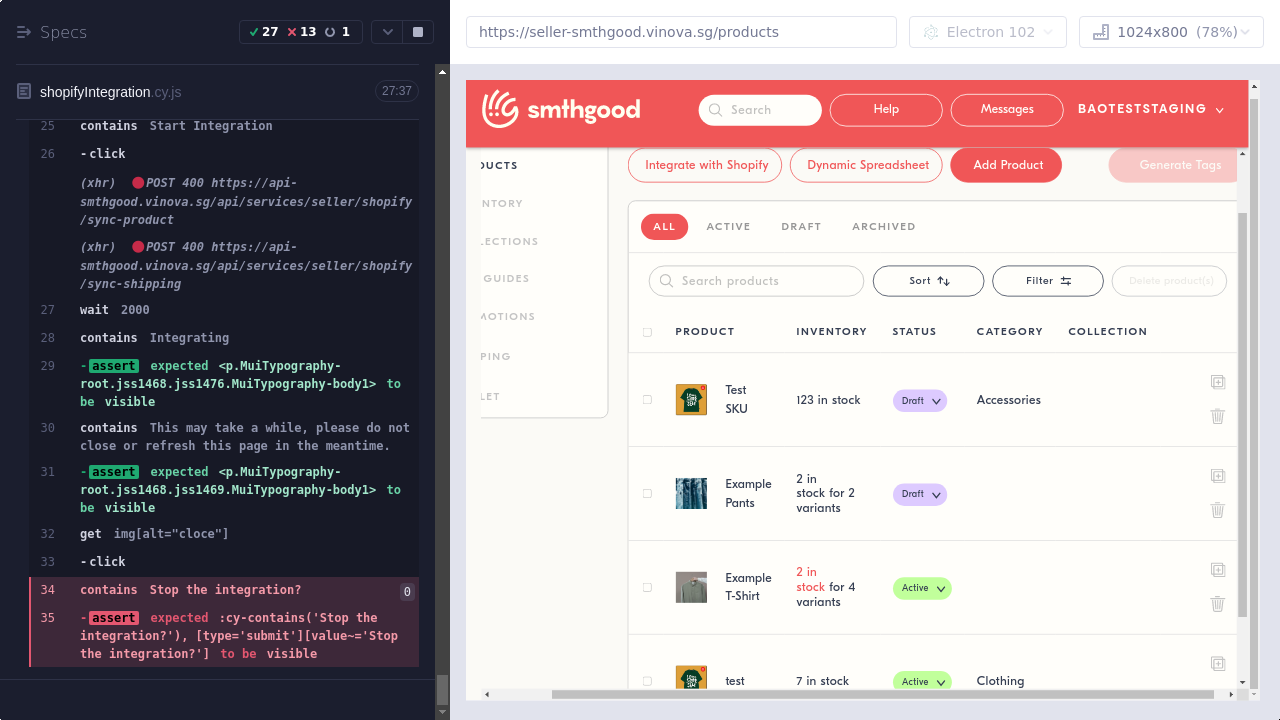 Specs
27
13
1
shopifyIntegration.cy.js
27:37
25 contains Start Integration
26 -click
(xhr) POST 400 https://api-
smthgood.vinova.sg/api/services/seller/shopify
/sync-product
(xhr) POST 400 https://api-
smthgood.vinova.sg/api/services/seller/shopify
/sync-shipping
27 wait 2000
28 contains Integrating
29 -assert expected <p.MuiTypography-
root.jss1468.jss1476.MuiTypography-body1> to
be visible
30 contains This may take a while, please do not
close or refresh this page in the meantime.
31 -assert expected <p.MuiTypography-
root.jss1468.jss1469.MuiTypography-body1> to
be visible
32 get img[alt="cloce"]
33 -click
34 contains Stop the integration? 0
35 -assert expected :cy-contains('Stop the
integration?'), [type='submit'][value~='Stop
the integration?'] to be visible
https://seller-smthgood.vinova.sg/products
Electron 102
1024x800 (78%)
smthgood
Search
Help
Messages
BAOTESTSTAGING
DUCTS
NTORY
LECTIONS
GUIDES
MOTIONS
PING
LET
Integrate with Shopify
Dynamic Spreadsheet
Add Product
Generate Tags
ALL
ACTIVE
DRAFT
ARCHIVED
Search products
Sort
Filter
Delete product(s)
PRODUCT INVENTORY STATUS CATEGORY COLLECTION
Test
SKU
123 in stock
Draft
Accessories
Example
Pants
2 in
stock for 2
variants
Draft
Example
T-Shirt
2 in
stock for 4
variants
Active
test
7 in stock
Active
Clothing